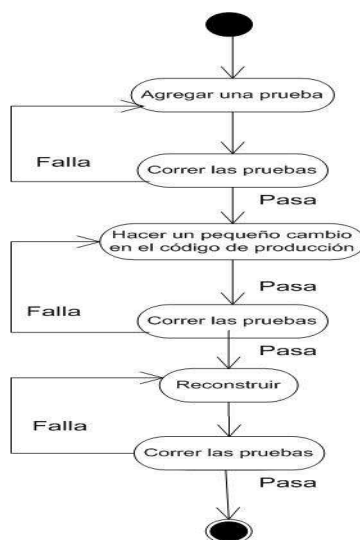 Agregar una prueba
Falla
Correr las pruebas
Pasa
Hacer un pequeño cambio
en el código de producción
Pasa
Falla
Correr las pruebas
Pasa
Reconstruir
Falla
Correr las pruebas
Pasa